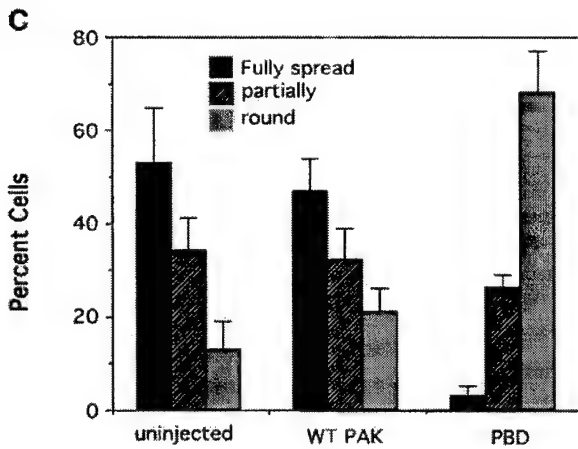 C
80
60
40
20
0
Percent Cells
Fully spread
partially
round
uninjected WT PAK PBD